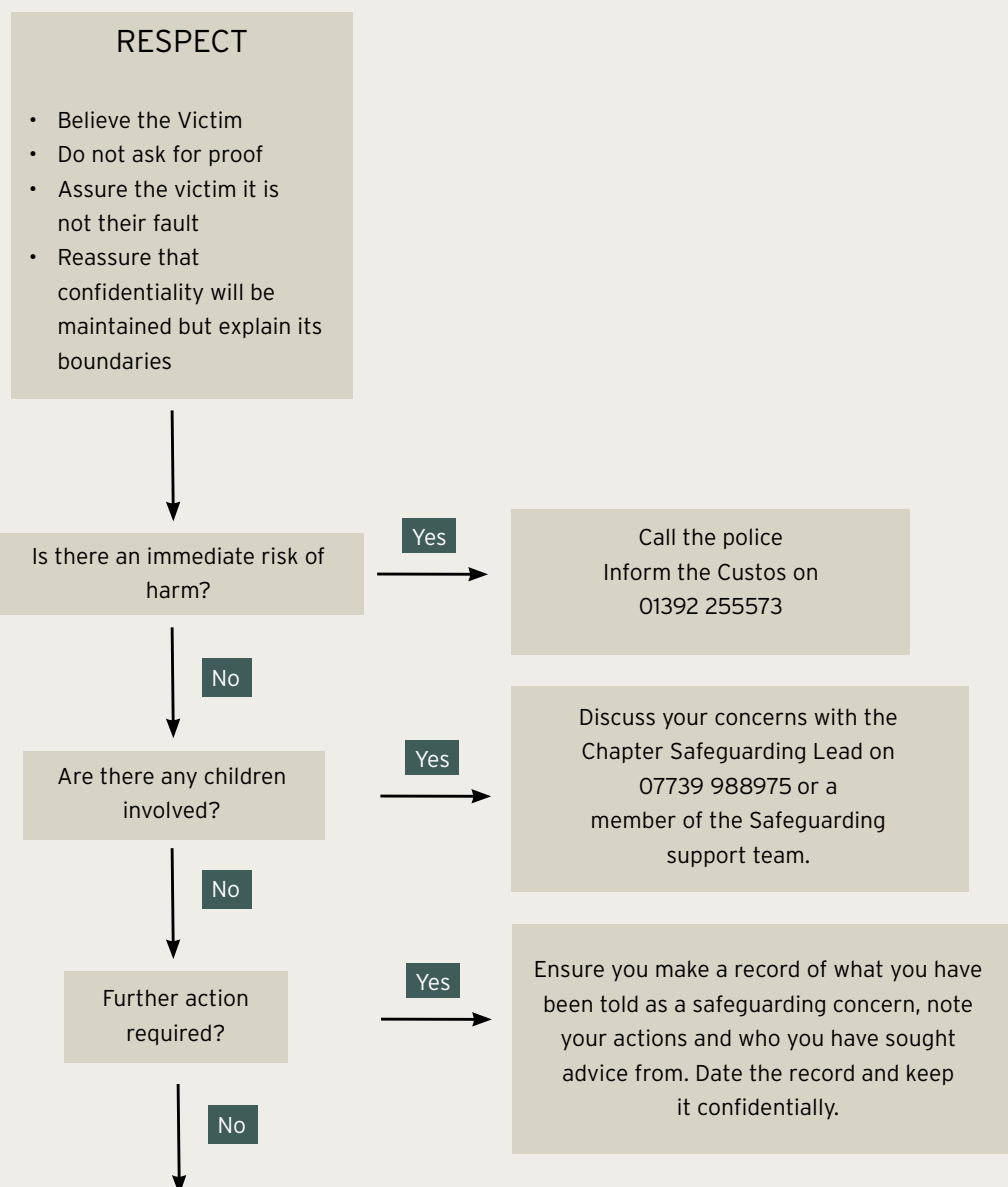 RESPECT
• Believe the Victim
• Do not ask for proof
• Assure the victim it is
not their fault
• Reassure that
confidentiality will be
maintained but explain its
boundaries
Is there an immediate risk of
harm?
Yes
Call the police
Inform the Custos on
01392 255573
No
Are there any children
involved?
Yes
Discuss your concerns with the
Chapter Safeguarding Lead on
07739 988975 or a
member of the Safeguarding
support team.
No
Further action
required?
Yes
Ensure you make a record of what you have
been told as a safeguarding concern, note
your actions and who you have sought
advice from. Date the record and keep
it confidentially.
No